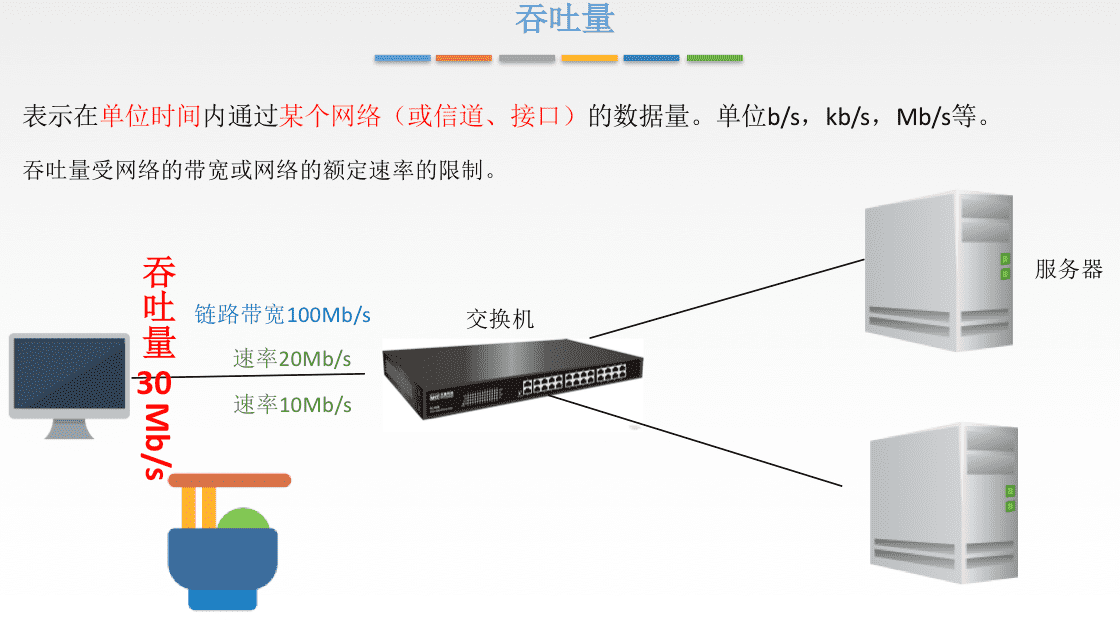 吞吐量
表示在单位时间内通过某个网络（或信道、接口）的数据量。单位b/s，kb/s，Mb/s等。
吞吐量受网络的带宽或网络的额定速率的限制。
吞吐量30 Mb/s
链路带宽100Mb/s
速率20Mb/s
速率10Mb/s
交换机
服务器